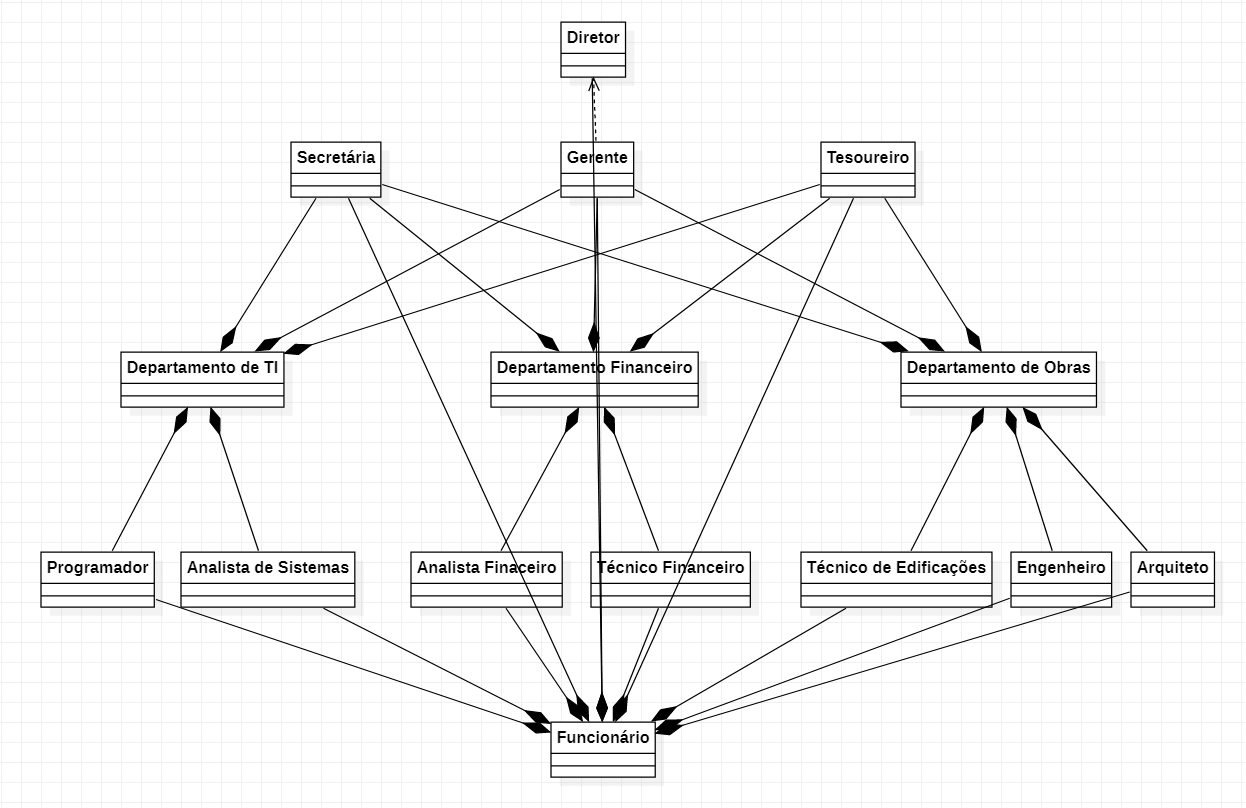 Diretor
Secretária
Gerente
Tesoureiro
Departamento de TI
Departamento Financeiro
Departamento de Obras
Programador
Analista de Sistemas
Analista Finaceiro
Técnico Financeiro
Técnico de Edificações
Engenheiro
Arquiteto
Funcionário